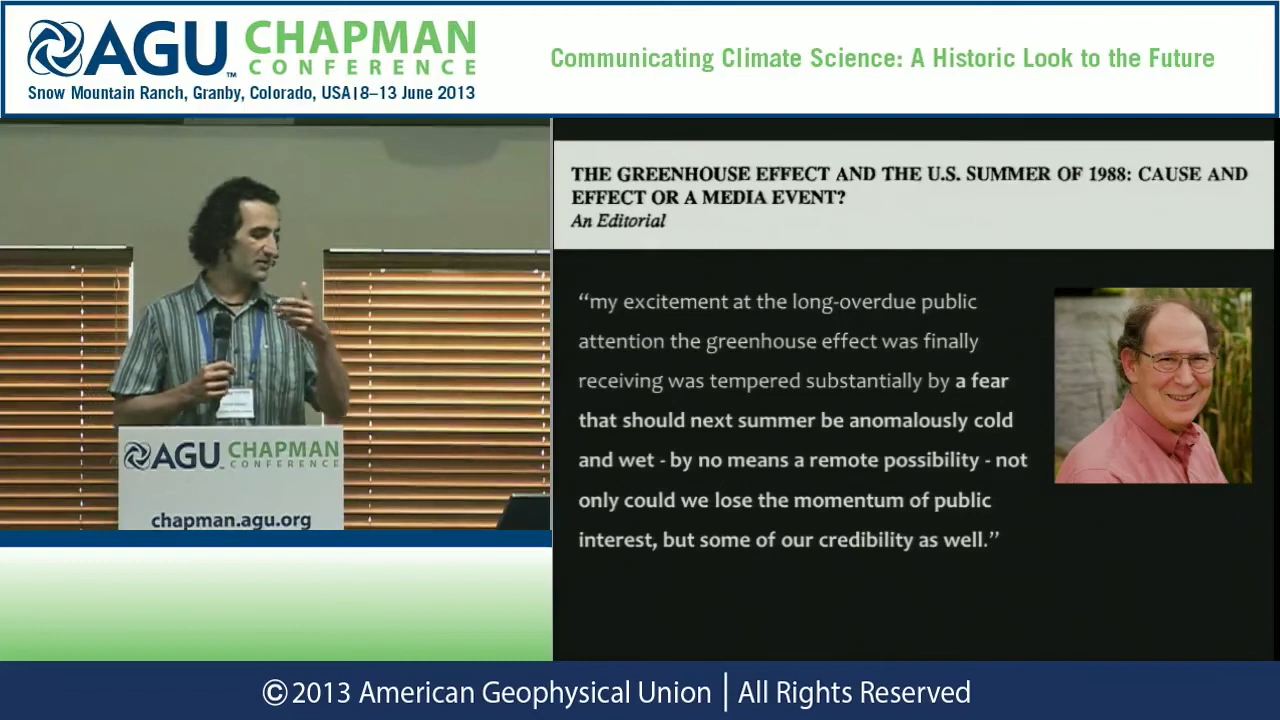 AGU CHAPMAN
CONFERENCE
TM
Snow Mountain Ranch, Granby, Colorado, USA|8–13 June 2013
Communicating Climate Science: A Historic Look to the Future
THE GREENHOUSE EFFECT AND THE U.S. SUMMER OF 1988: CAUSE AND
EFFECT OR A MEDIA EVENT?
An Editorial
“my excitement at the long-overdue public
attention the greenhouse effect was finally
receiving was tempered substantially by a fear
that should next summer be anomalously cold
and wet - by no means a remote possibility - not
only could we lose the momentum of public
interest, but some of our credibility as well.”
AGU CHAPMAN
CONFERENCE
chapman.agu.org
©2013 American Geophysical Union | All Rights Reserved